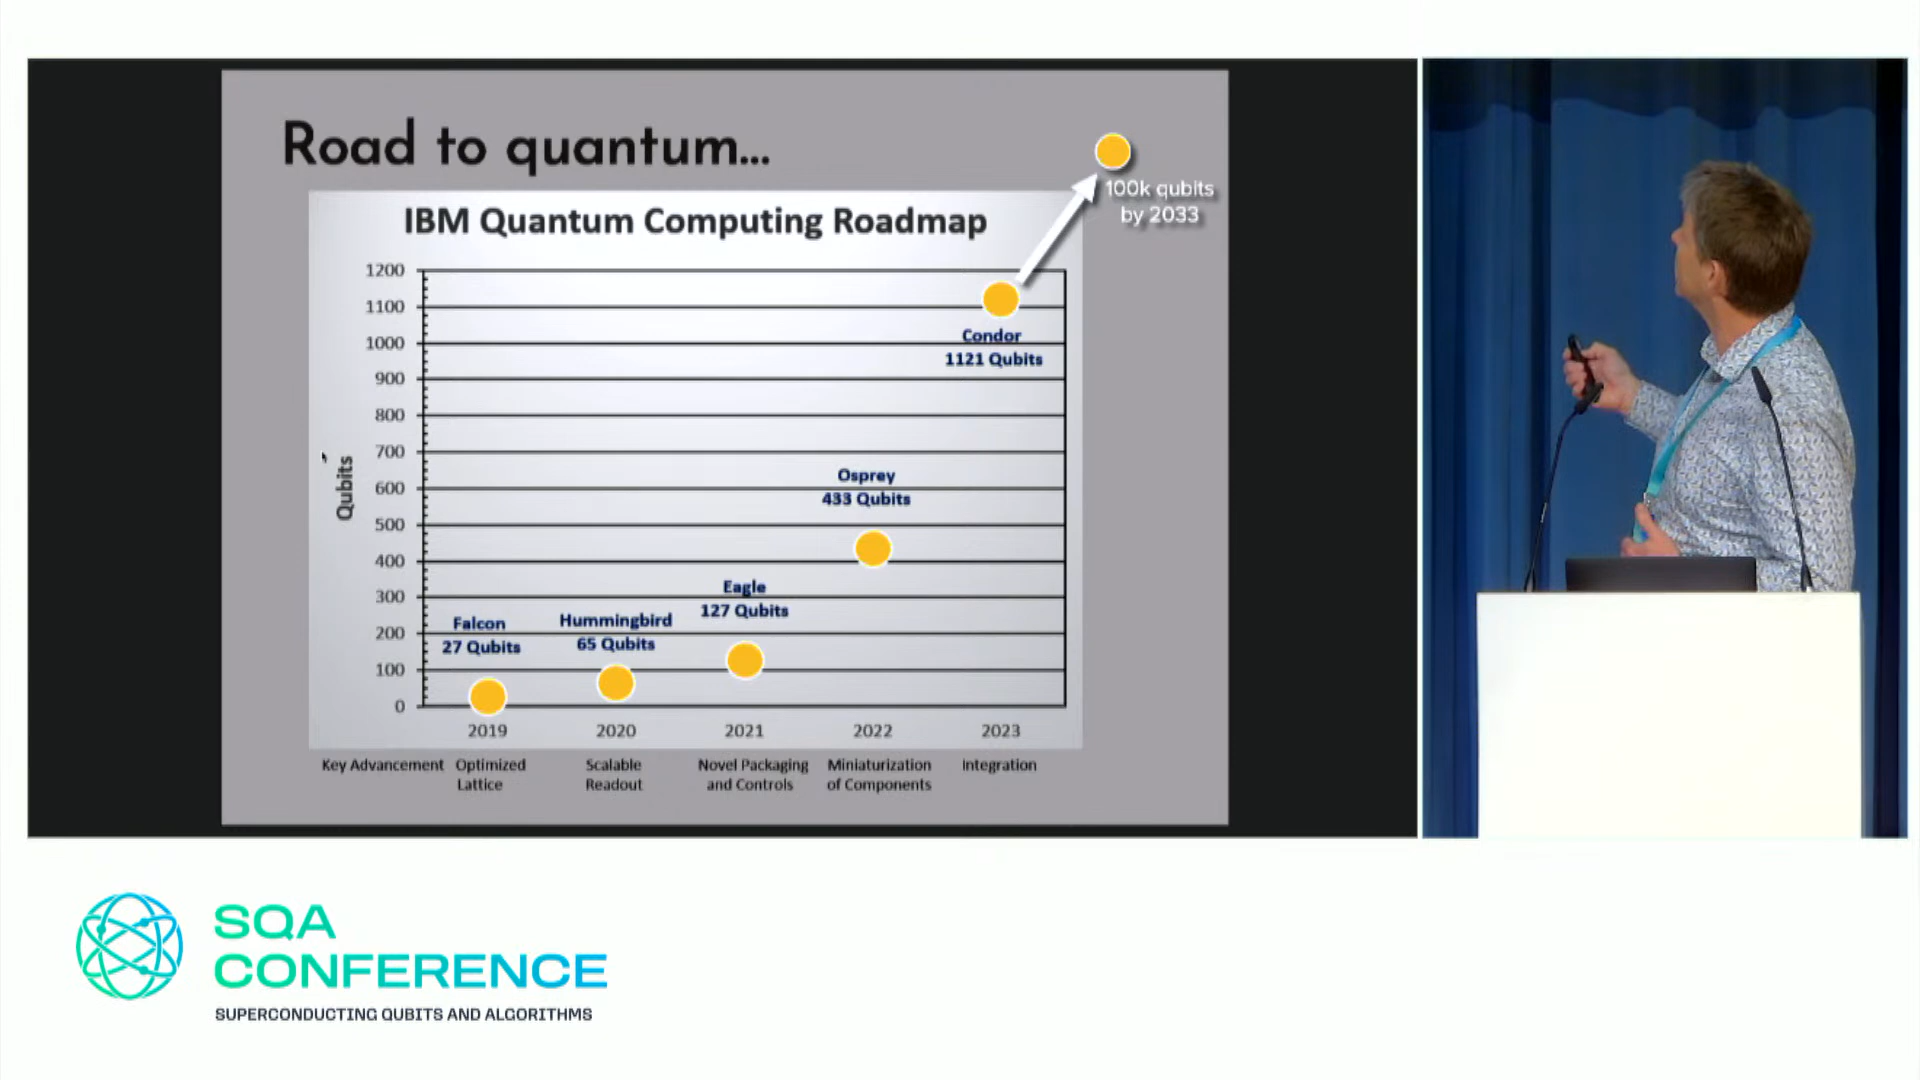 Road to quantum...
100k qubits
by 2033
IBM Quantum Computing Roadmap
1200
1100
1000
900
800
700
600
500
400
300
200
100
0
Qubits
Condor
1121 Qubits
Osprey
433 Qubits
Eagle
127 Qubits
Hummingbird
65 Qubits
Falcon
27 Qubits
2019 2020 2021 2022 2023
Key Advancement Optimized Scalable Novel Packaging Miniaturization Integration
Lattice Readout and Controls of Components
SQA
CONFERENCE
SUPERCONDUCTING QUBITS AND ALGORITHMS